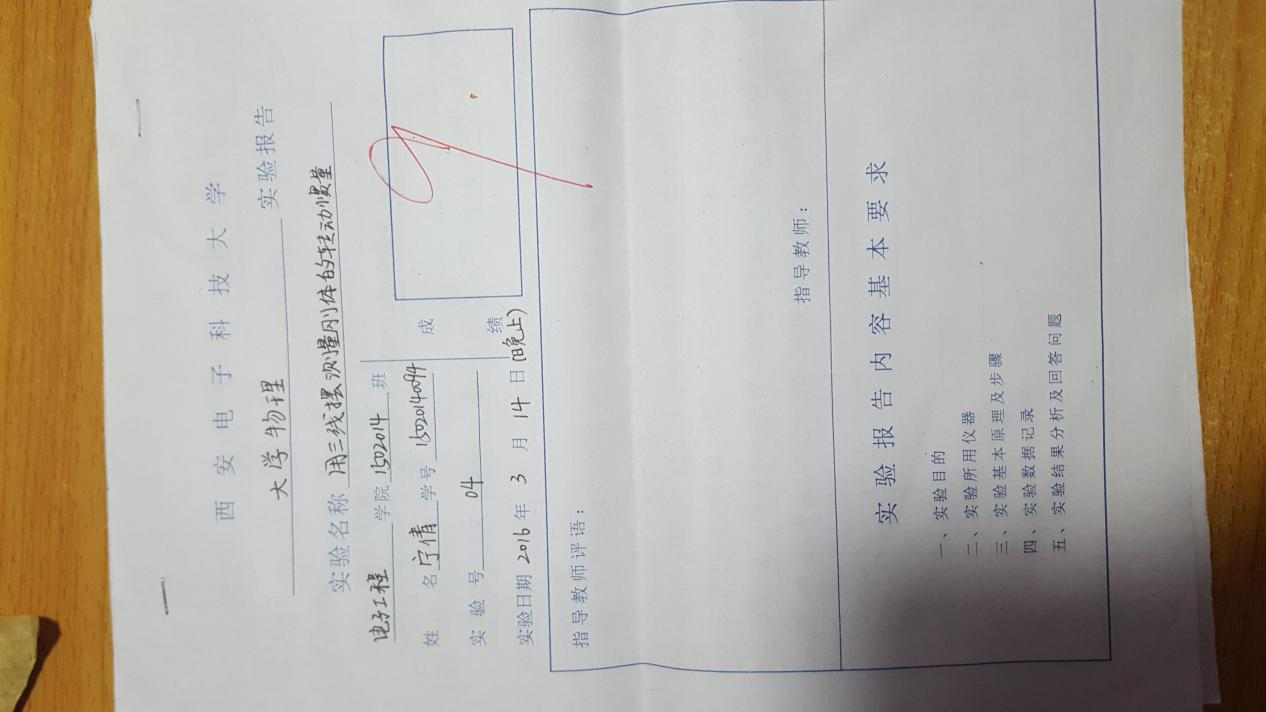 西安电子科技大学
大学物理 实验报告
实验名称 用三线摆测量刚体的转动惯量
电子工程 学院 1502014 班
姓 名 宁倩 学号 15020140094
实 验 号 04
实验日期 2016 年 3 月 14 日 (日晚上)
成 绩
9
指导教师评语：
指导教师：
实验报告内容基本要求
一、实验目的
二、实验所用仪器
三、实验基本原理及步骤
四、实验数据记录
五、实验结果分析及回答问题